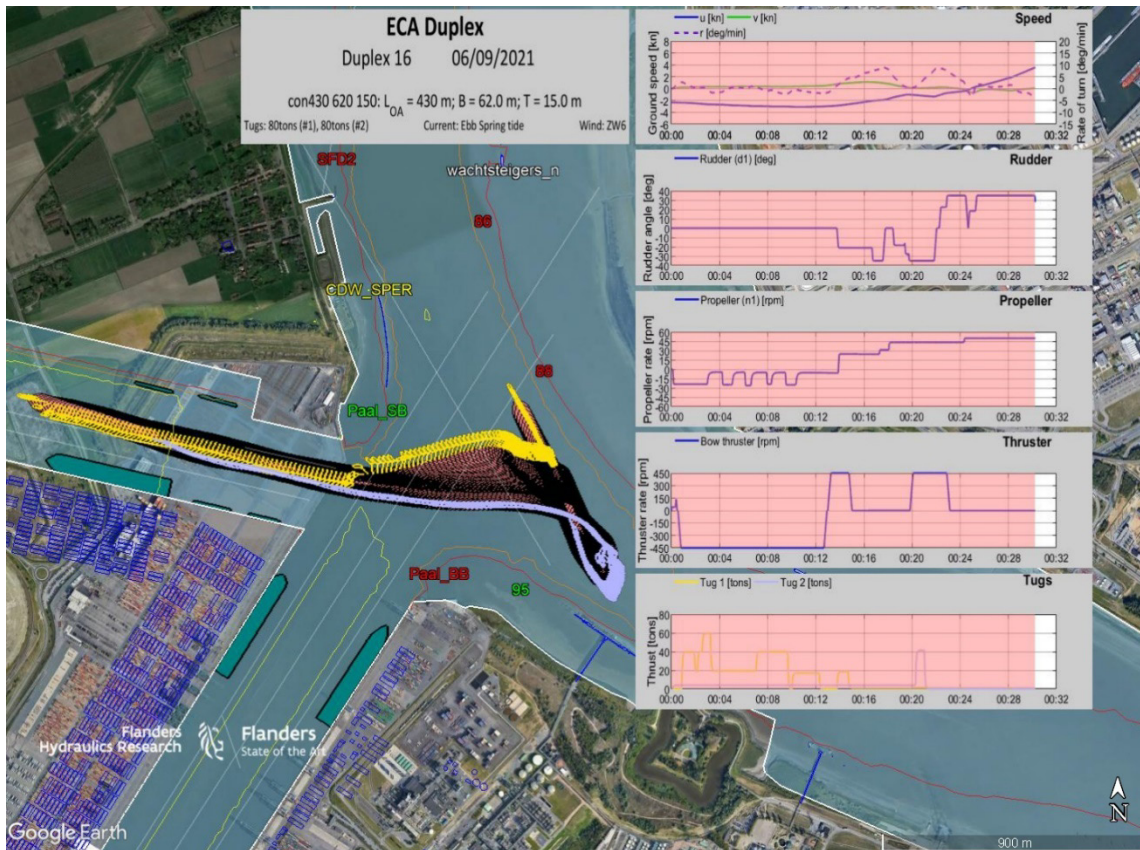 ECA Duplex
Duplex 16 06/09/2021
con430 620 150: LOA = 430 m; B = 62.0 m; T = 15.0 m
Tugs: 80tons (#1), 80tons (#2) Current: Ebb Spring tide Wind: ZW6
u [kn] v [kn] Speed
r [deg/min]
Ground speed [kn]
8
6
4
2
0
-2
-4
-6
20
15
10
5
0
-5
-10
-15
Rate of turn [deg/min]
00:00 00:04 00:08 00:12 00:16 00:20 00:24 00:28 00:32
Rudder (d1) [deg] Rudder
Rudder angle [deg]
40
30
20
10
0
-10
-20
-30
-40
00:00 00:04 00:08 00:12 00:16 00:20 00:24 00:28 00:32
Propeller (n1) [rpm] Propeller
Propeller rate [rpm]
60
45
30
15
0
-15
-30
-45
-60
00:00 00:04 00:08 00:12 00:16 00:20 00:24 00:28 00:32
Bow thruster [rpm] Thruster
Thruster rate [rpm]
450
300
150
0
-150
-300
-450
00:00 00:04 00:08 00:12 00:16 00:20 00:24 00:28 00:32
Tug 1 [tons] Tug 2 [tons] Tugs
Thrust [tons]
80
60
40
20
0
00:00 00:04 00:08 00:12 00:16 00:20 00:24 00:28 00:32
SFD2
wachtsteigers_n
86
CDW_SPER
86
Paal_SB
Paal_BB
95
Flanders
Hydraulics Research
Flanders
State of the Art
Google Earth
N
900 m